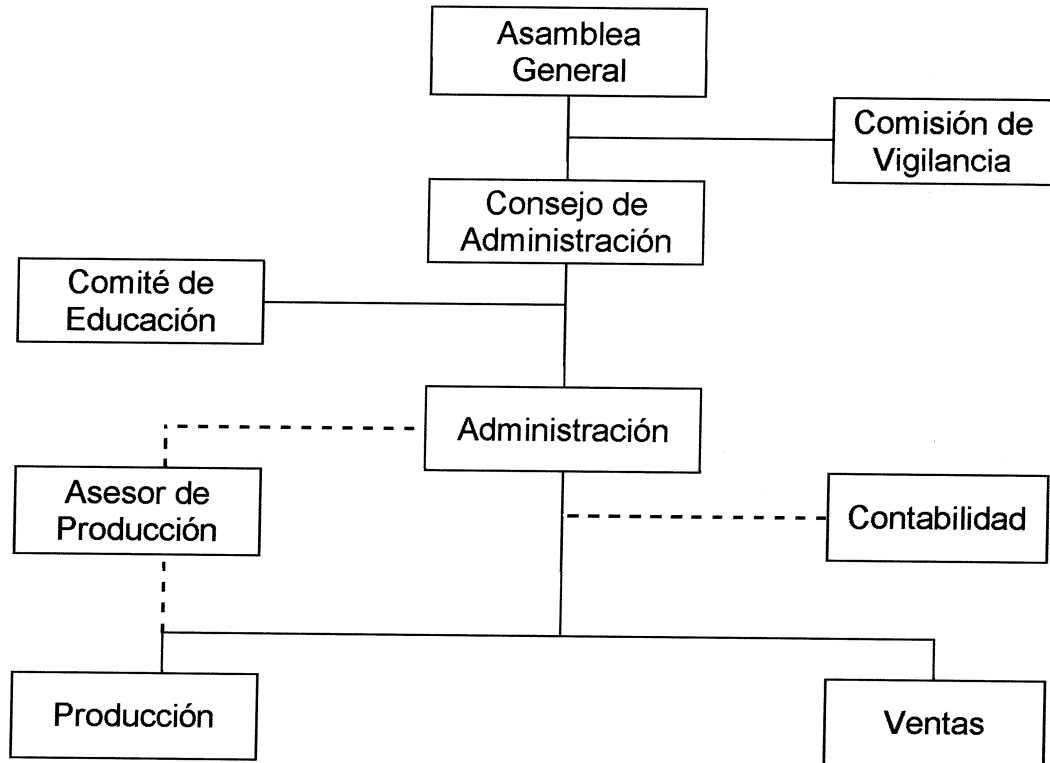 Asamblea
General
Comisión de
Vigilancia
Consejo de
Administración
Comité de
Educación
Administración
Asesor de
Producción
Contabilidad
Producción
Ventas